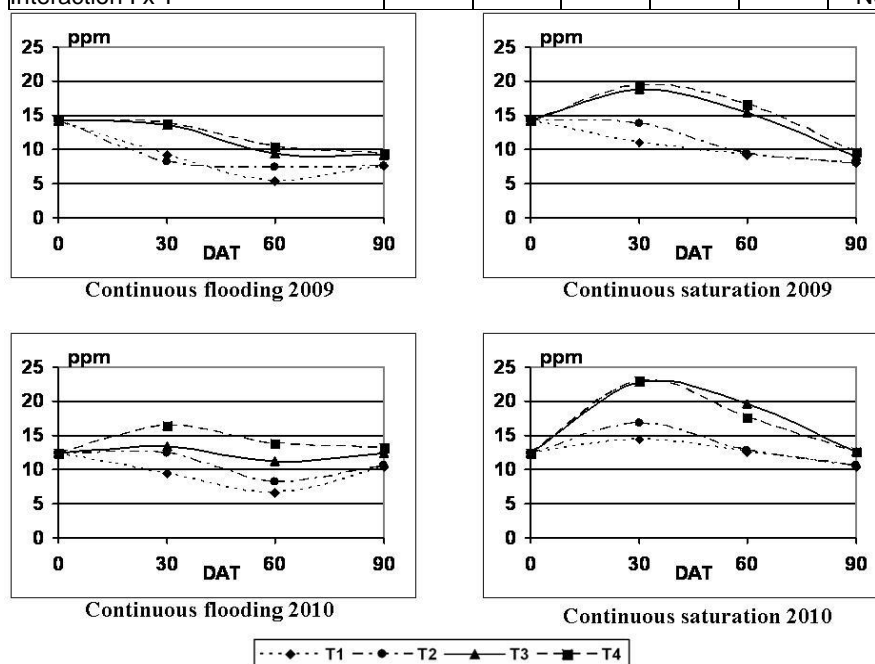 Interaction
ppm
25
20
15
10
5
0
0 30 60 90
DAT
Continuous flooding 2009
ppm
25
20
15
10
5
0
0 30 60 90
DAT
Continuous saturation 2009
ppm
25
20
15
10
5
0
0 30 60 90
DAT
Continuous flooding 2010
ppm
25
20
15
10
5
0
0 30 60 90
DAT
Continuous saturation 2010
T1 T2 T3 T4